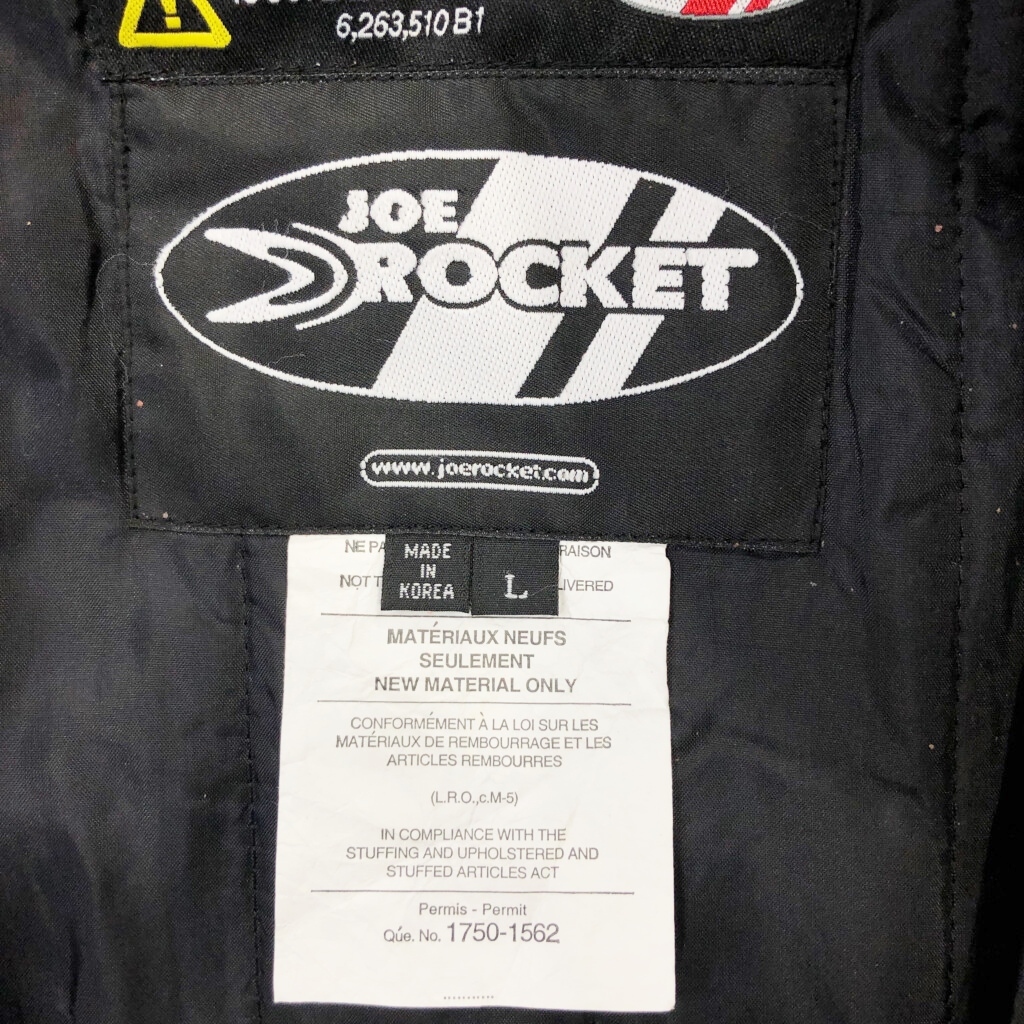 6,263,510 B1
JOE
ROCKET
www.joerocket.com
MADE
IN
KOREA
L
MATÉRIAUX NEUFS
SEULEMENT
NEW MATERIAL ONLY
CONFORMÉMENT À LA LOI SUR LES
MATÉRIAUX DE REMBOURRAGE ET LES
ARTICLES REMBOURRES
(L.R.O.,c.M-5)
IN COMPLIANCE WITH THE
STUFFING AND UPHOLSTERED AND
STUFFED ARTICLES ACT
Permis - Permit
Qúe. No. 1750-1562